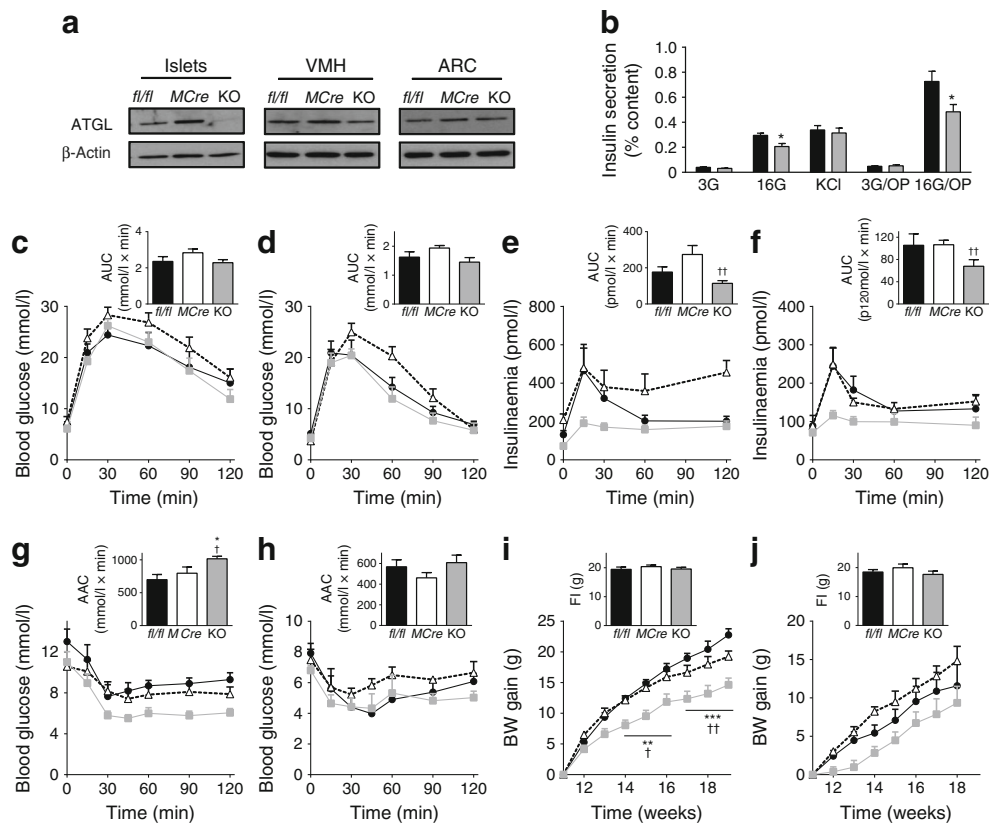 a
Islets VMH ARC
fl/fl MCre KO fl/fl MCre KO fl/fl MCre KO
ATGL
β-Actin
b
Insulin secretion
(% content)
1.0
0.8
0.6
0.4
0.2
0
* *
3G 16G KCl 3G/OP 16G/OP
c
AUC
(mmol/l × min)
4
3
2
1
0
fl/fl MCre KO
Blood glucose (mmol/l)
30
20
10
0
0 30 60 90 120
Time (min)
d
AUC
(mmol/l × min)
2
1
0
fl/fl MCre KO
Blood glucose (mmol/l)
30
20
10
0
0 30 60 90 120
Time (min)
e
AUC
(pmol/l × min)
400
200
0
††
fl/fl MCre KO
Insulinaemia (pmol/l)
800
600
400
200
0
0 30 60 90 120
Time (min)
f
AUC
(p120mol/l × min)
120
80
40
0
††
fl/fl MCre KO
Insulinaemia (pmol/l)
400
300
200
100
0
0 30 60 90 120
Time (min)
g
AAC
(mmol/l × min)
1000
500
0
*
†
fl/fl M Cre KO
Blood glucose (mmol/l)
12
8
4
0
0 30 60 90 120
Time (min)
h
AAC
(mmol/l × min)
600
400
200
0
fl/fl MCre KO
Blood glucose (mmol/l)
12
8
4
0
0 30 60 90 120
Time (min)
i
FI (g)
20
10
0
fl/fl MCre KO
BW gain (g)
25
20
15
10
5
0
**
†
***
††
12 14 16 18
Time (weeks)
j
FI (g)
20
10
0
fl/fl MCre KO
BW gain (g)
20
15
10
5
0
12 14 16 18
Time (weeks)